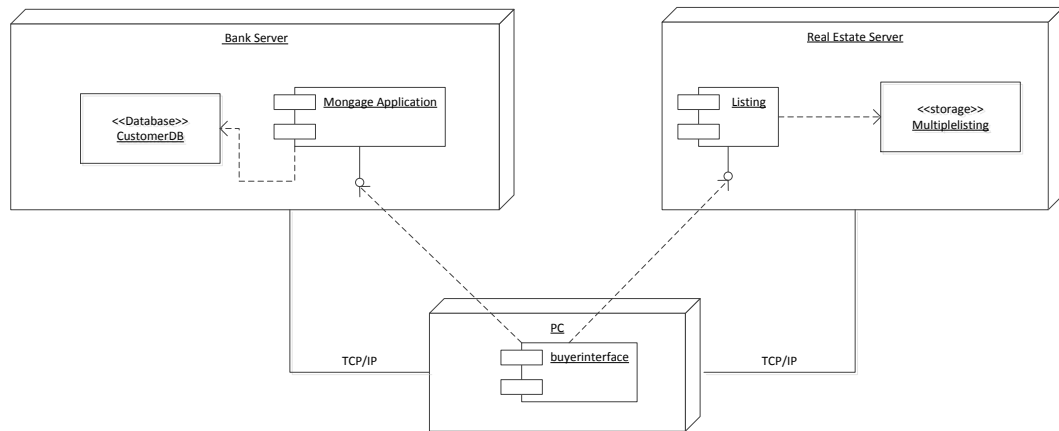 Bank Server
<<Database>>
CustomerDB
Mongage Application
Real Estate Server
Listing
<<storage>>
Multiplelisting
PC
buyerinterface
TCP/IP
TCP/IP